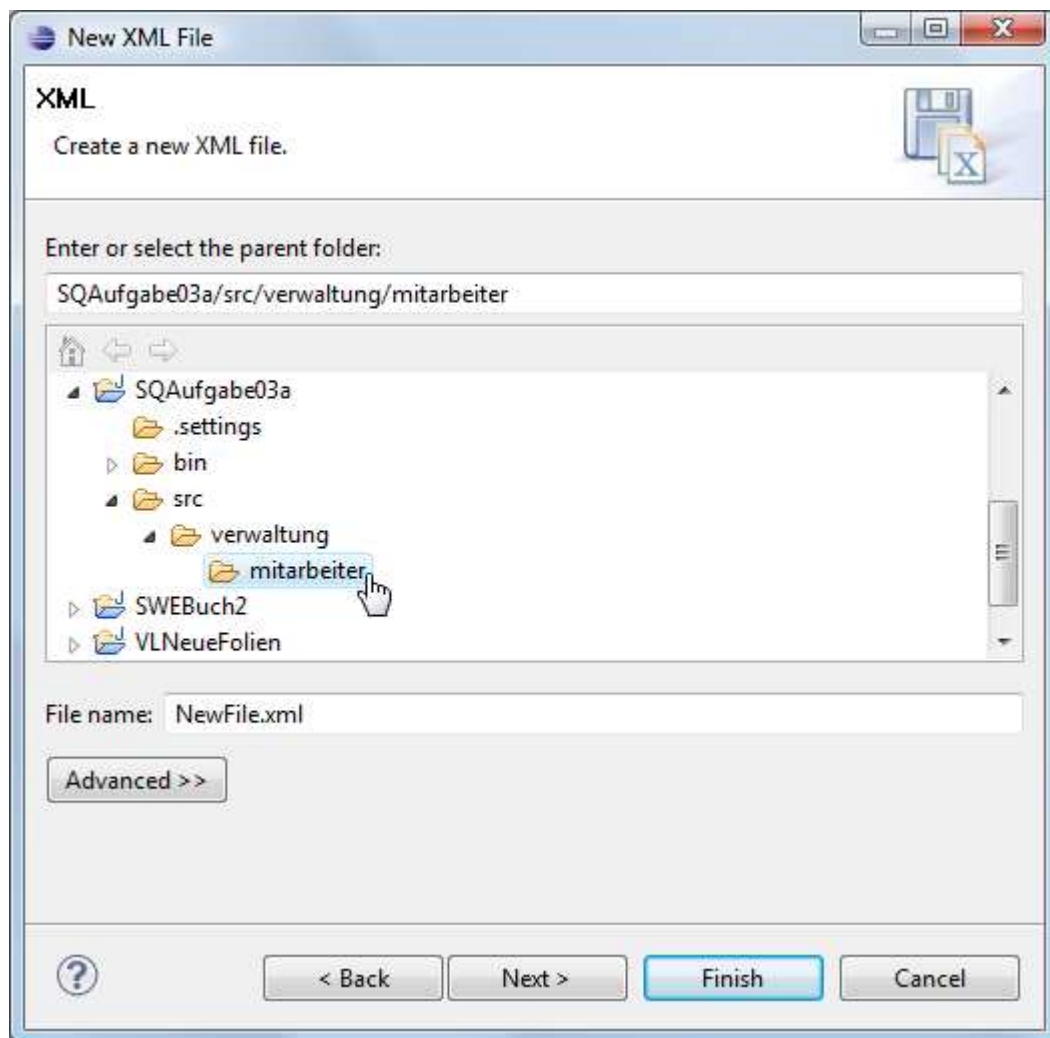 New XML File
XML
Create a new XML file.
X
Enter or select the parent folder:
SQAufgabe03a/src/verwaltung/mitarbeiter
SQAufgabe03a
.settings
bin
src
verwaltung
mitarbeiter
SWEBuch2
VLNeueFolien
File name: NewFile.xml
Advanced >>
? < Back Next > Finish Cancel